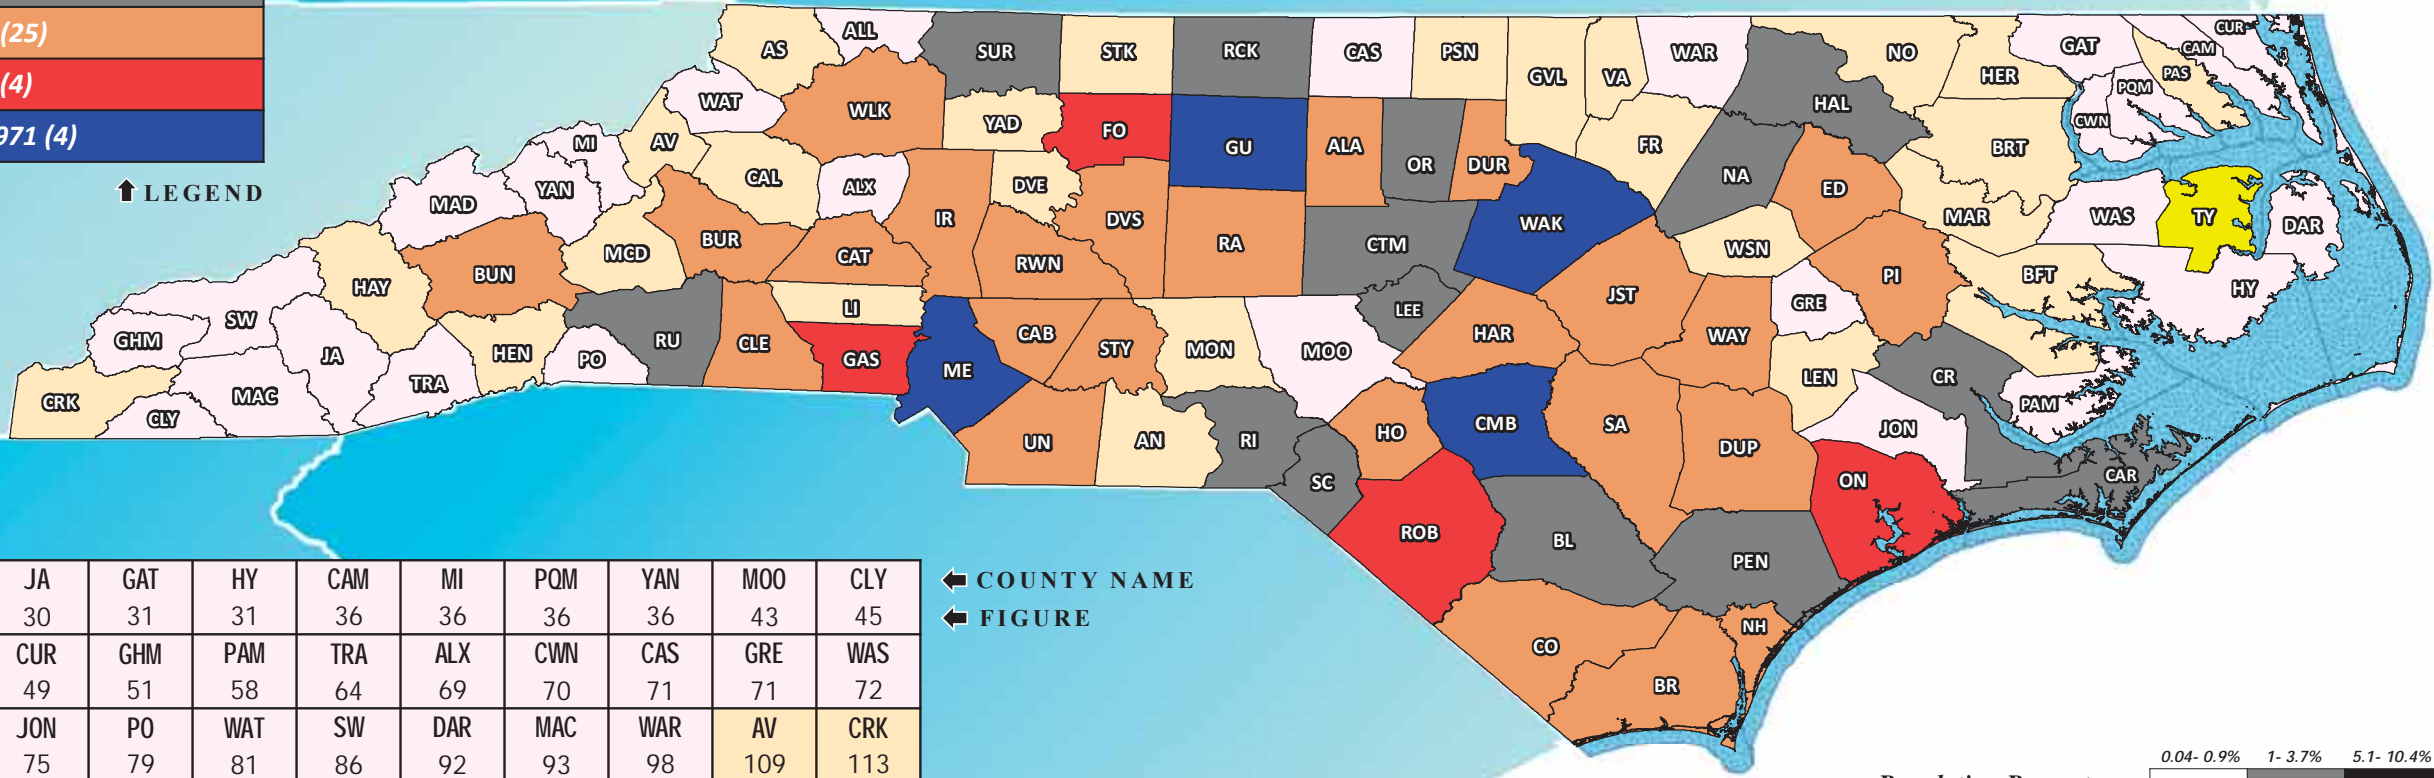 (25)
(4)
971 (4)
LEGEND
AS
ALL
SUR
STK
RCK
CAS
PSN
GVL
VA
WAR
NO
HER
GAT
CUR
CAM
PAS
PQM
CWN
WAT
WLK
YAD
FO
GU
ALA
OR
DUR
FR
HAL
BRT
MI
AV
YAN
MAD
CAL
ALX
DVE
IR
DVS
RA
CTM
WAK
NA
ED
MAR
WAS
TY
DAR
BUN
MCD
BUR
CAT
RWN
WSN
PI
BFT
HY
HAY
SW
GHM
JA
MAC
CLY
CRK
TRA
HEN
PO
RU
CLE
LI
GAS
ME
CAB
STY
MON
MOO
LEE
HAR
JST
WAY
GRE
LEN
CR
PAM
JON
CAR
UN
AN
RI
SC
HO
CMB
SA
DUP
ON
ROB
BL
PEN
CO
BR
NH
JA GAT HY CAM MI PQM YAN MOO CLY
30 31 31 36 36 36 36 43 45
COUNTY NAME
FIGURE
CUR GHM PAM TRA ALX CWN CAS GRE WAS
49 51 58 64 69 70 71 71 72
JON PO WAT SW DAR MAC WAR AV CRK
75 79 81 86 92 93 98 109 113
0.04- 0.9% 1- 3.7% 5.1- 10.4%